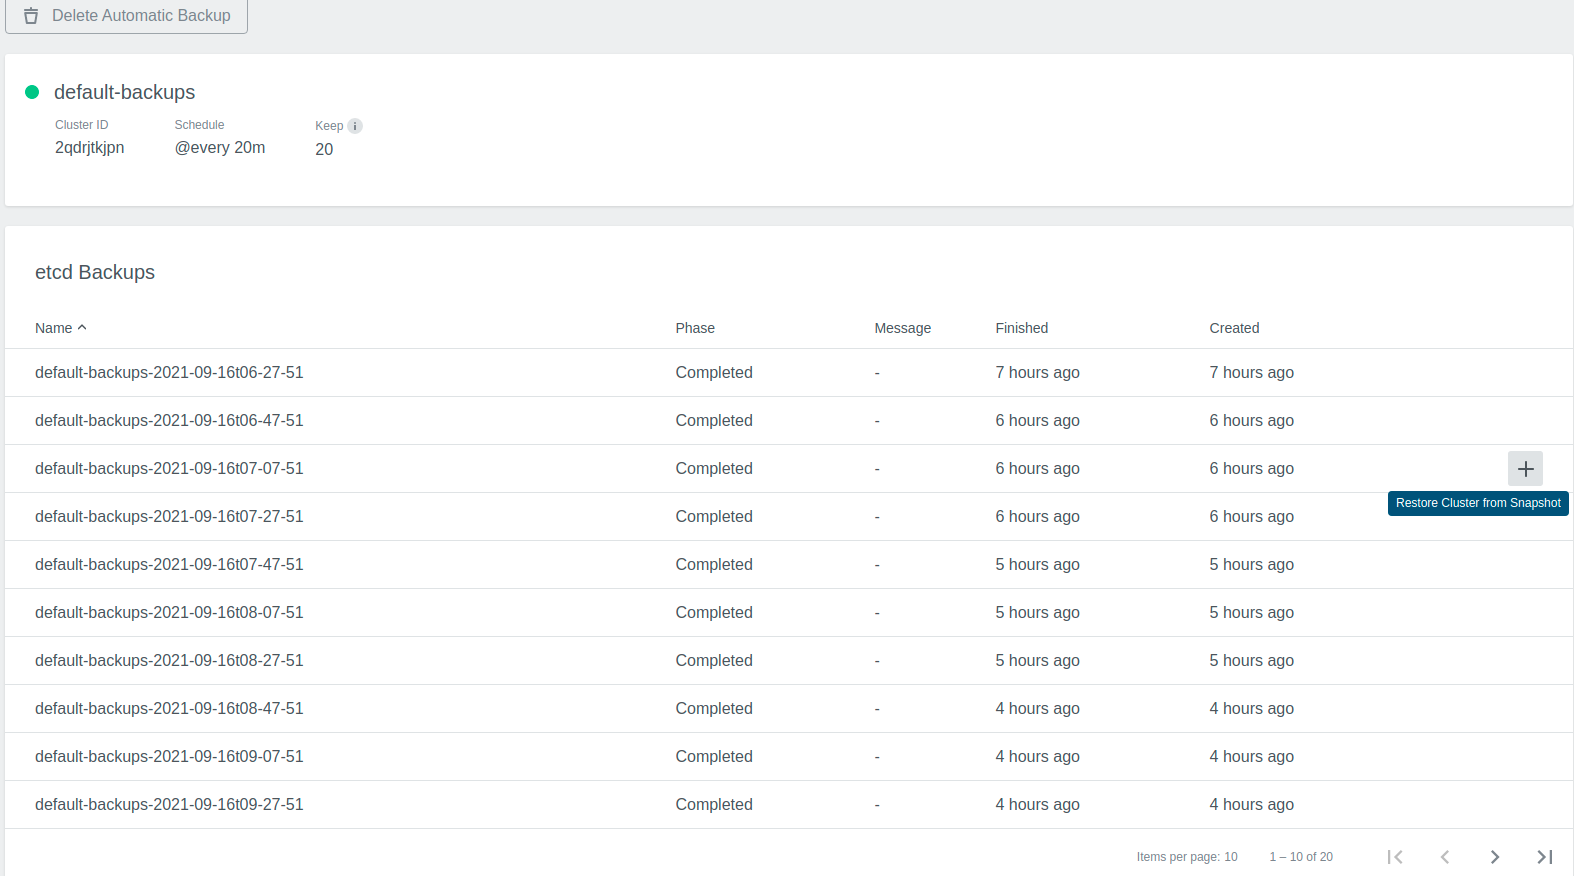 Delete Automatic Backup
default-backups
Cluster ID Schedule Keep i
2qdrjtkjpn @every 20m 20
etcd Backups
Name Phase Message Finished Created
default-backups-2021-09-16t06-27-51 Completed - 7 hours ago 7 hours ago
default-backups-2021-09-16t06-47-51 Completed - 6 hours ago 6 hours ago
default-backups-2021-09-16t07-07-51 Completed - 6 hours ago 6 hours ago
Restore Cluster from Snapshot
default-backups-2021-09-16t07-27-51 Completed - 6 hours ago 6 hours ago
default-backups-2021-09-16t07-47-51 Completed - 5 hours ago 5 hours ago
default-backups-2021-09-16t08-07-51 Completed - 5 hours ago 5 hours ago
default-backups-2021-09-16t08-27-51 Completed - 5 hours ago 5 hours ago
default-backups-2021-09-16t08-47-51 Completed - 4 hours ago 4 hours ago
default-backups-2021-09-16t09-07-51 Completed - 4 hours ago 4 hours ago
default-backups-2021-09-16t09-27-51 Completed - 4 hours ago 4 hours ago
Items per page: 10 1 – 10 of 20